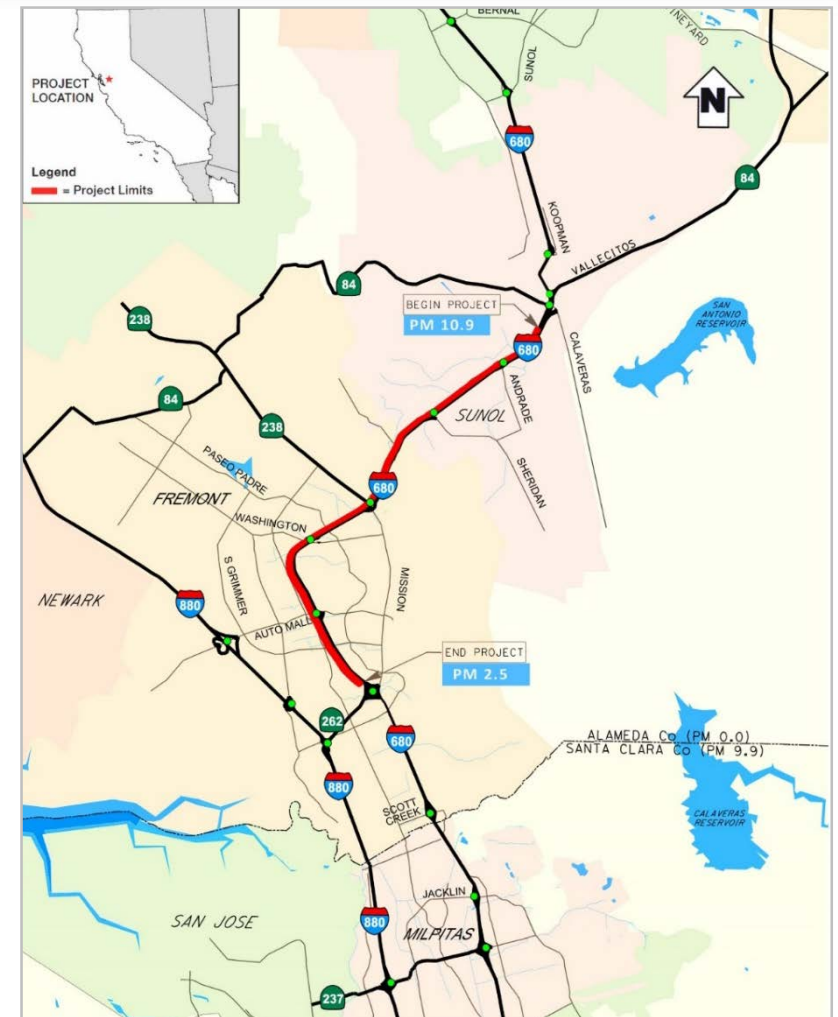 BERNAL
VINEYARD
SUNOL
PROJECT
LOCATION
N
680
Legend
= Project Limits
84
KOOPMAN
VALLECITOS
84
BEGIN PROJECT
PM 10.9
SAN
ANTONIO
RESERVOIR
238
680
CALAVERAS
84
ANDRADE
SUNOL
238
PASEO PADRE
SHERIDAN
680
FREMONT
WASHINGTON
S GRIMMER
MISSION
NEWARK
880
AUTO MALL
END PROJECT
PM 2.5
262
680
ALAMEDA Co (PM 0.0)
SANTA CLARA Co (PM 9.9)
880
SCOTT
CREEK
CALAVERAS
RESERVOIR
JACKLIN
880
SAN JOSE
MILPITAS
237